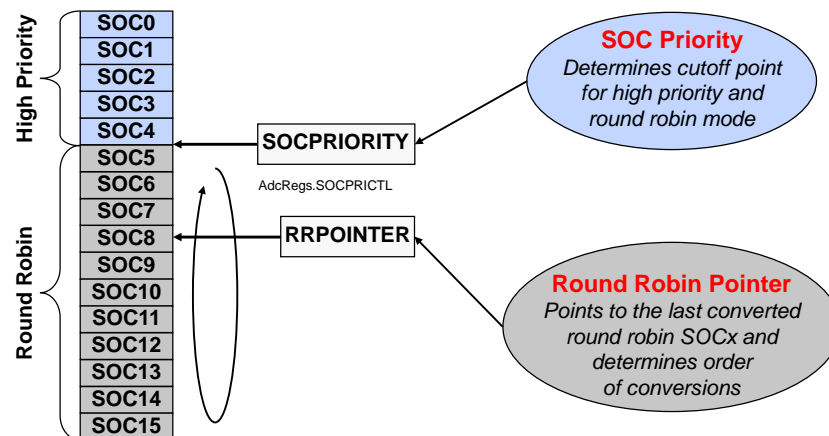 High Priority
SOC0
SOC1
SOC2
SOC3
SOC4
Round Robin
SOC5
SOC6
SOC7
SOC8
SOC9
SOC10
SOC11
SOC12
SOC13
SOC14
SOC15
SOCPRIORITY
AdcRegs.SOCPRICTL
RRPOINTER
SOC Priority
Determines cutoff point
for high priority and
round robin mode
Round Robin Pointer
Points to the last converted
round robin SOCx and
determines order
of conversions